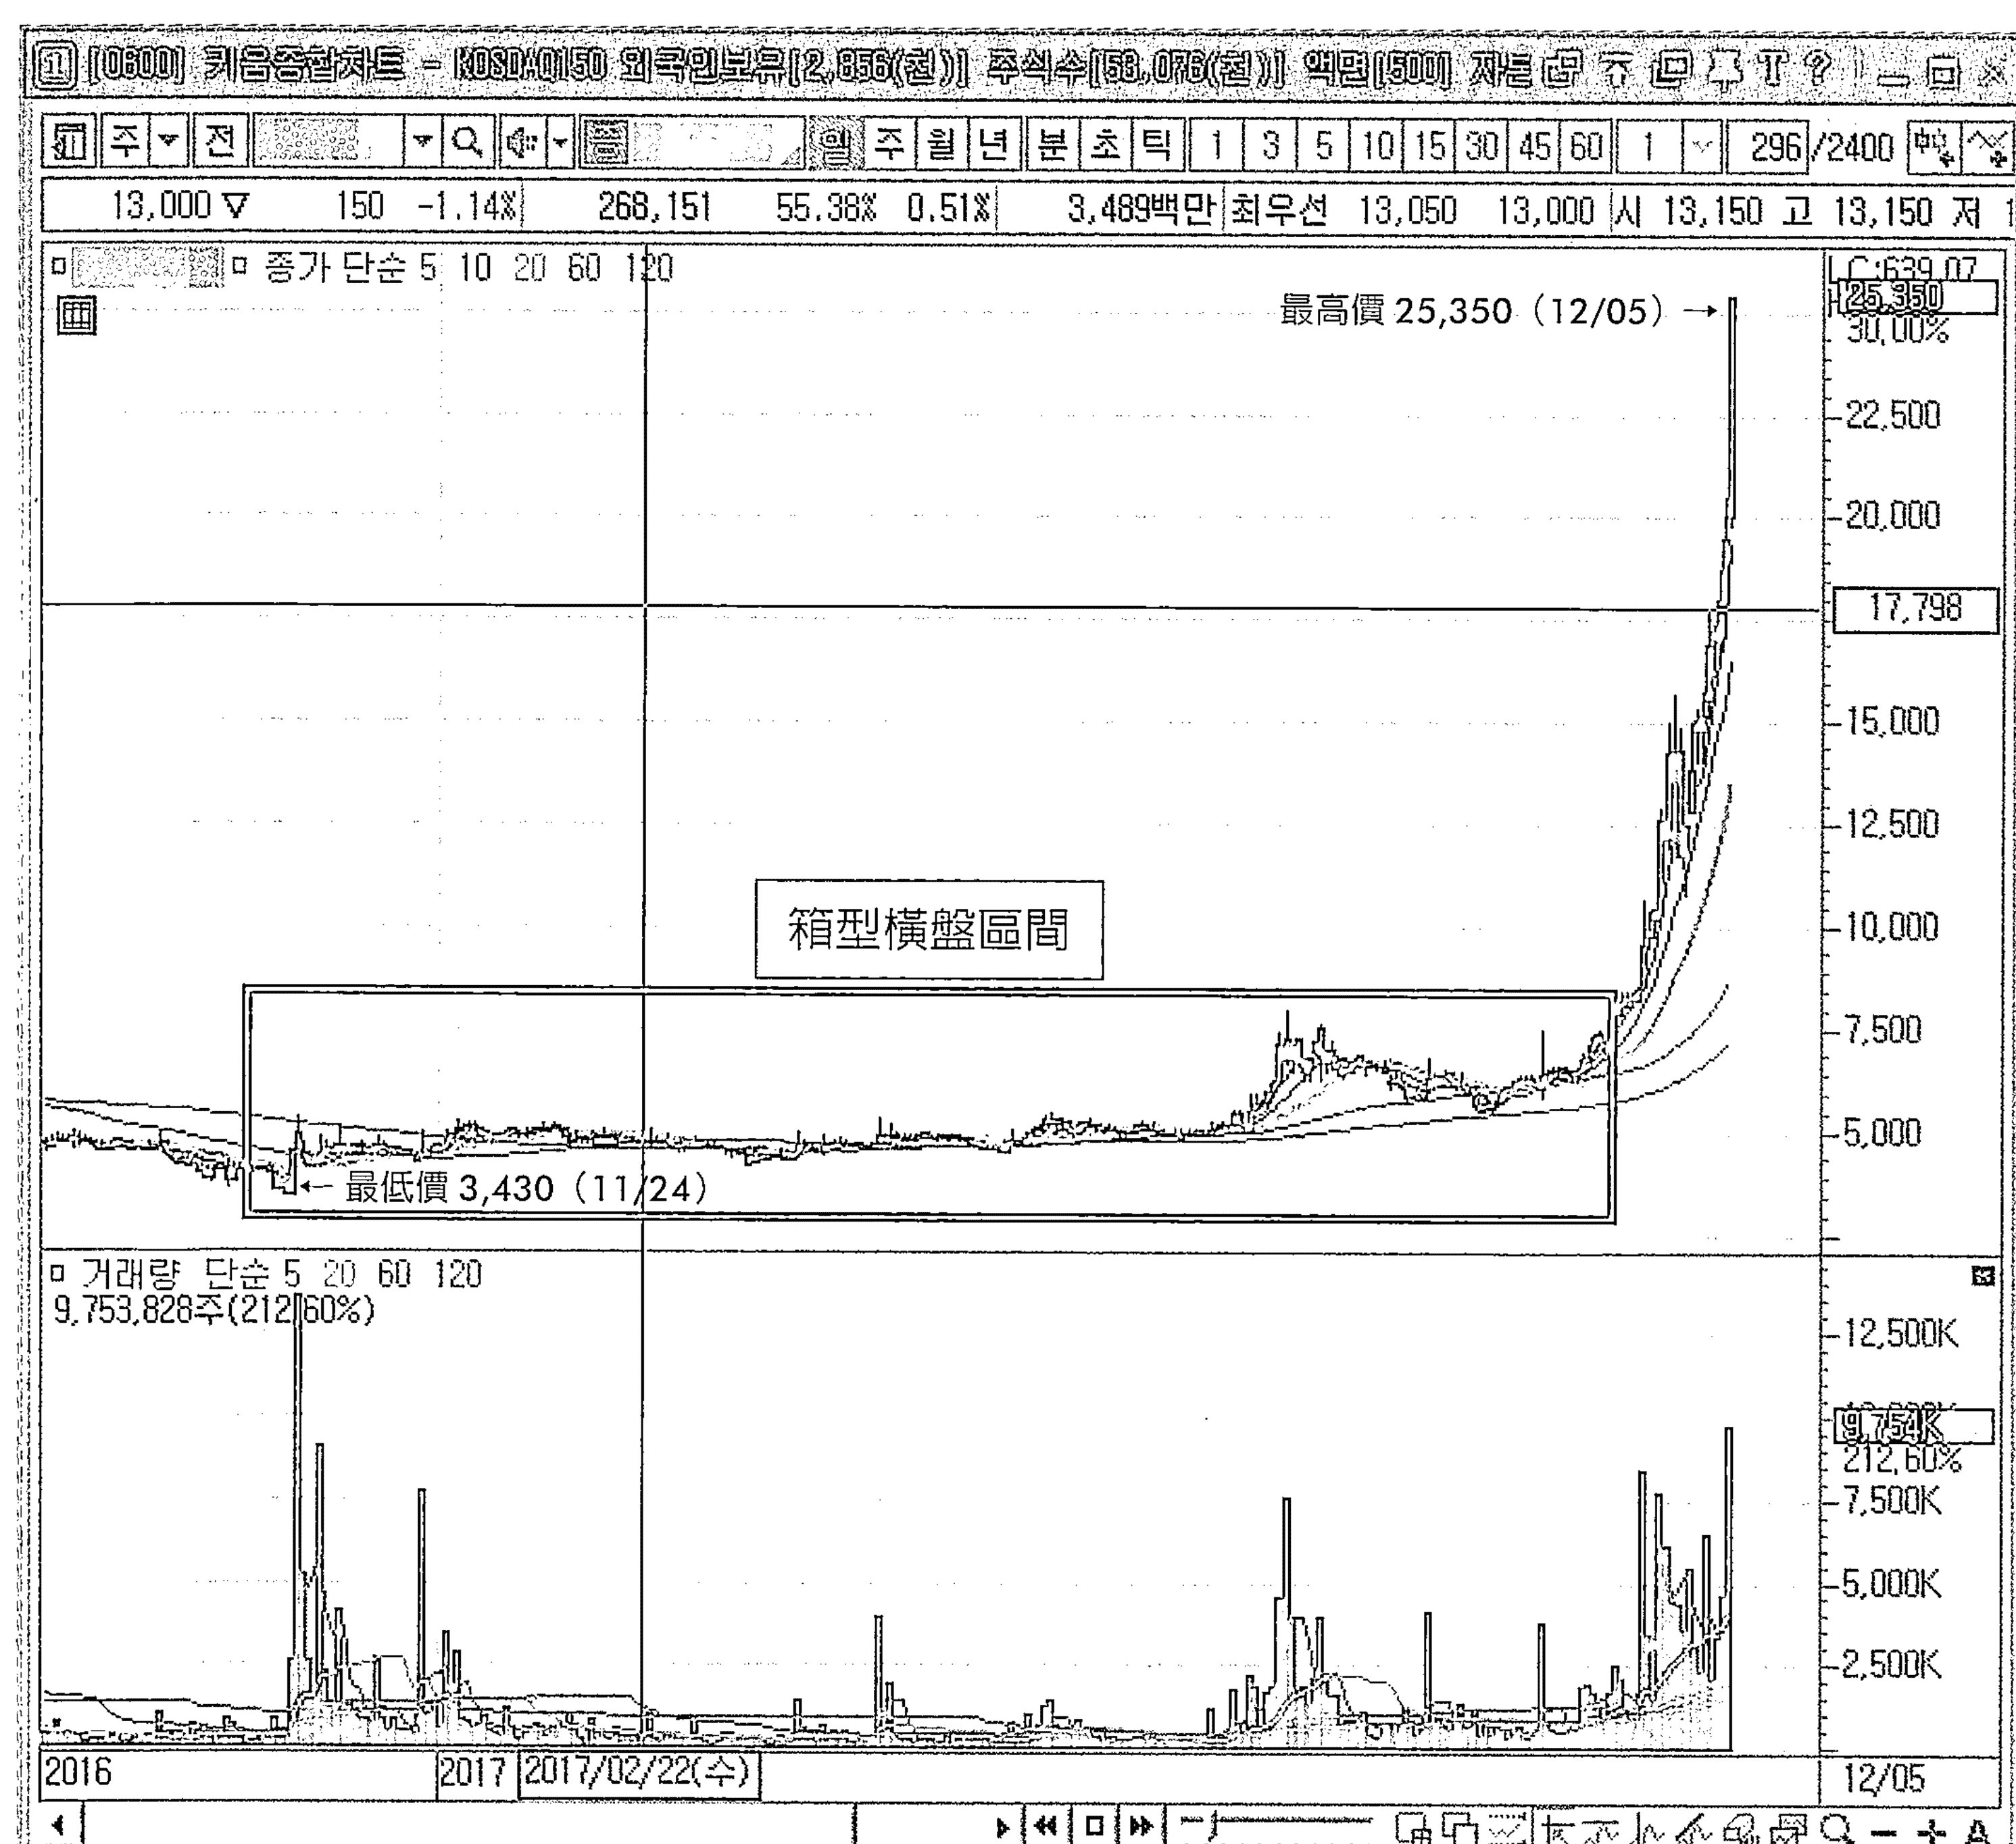 [0600] 키움종합차트 - KOSDAQ150 외국인보유[2,856(천)] 주식수[53,076(천)] 액면[500] 자본
주 전 일 주 월 년 분 초 틱 1 3 5 10 15 30 45 60 1 296/2400
13,000 ▽ 150 -1.14% 268,151 55.38% 0.51% 3,489백만 최우선 13,050 13,000 시 13,150 고 13,150 저 1
종가 단순 5 10 20 60 120
LC:639.07
25,350
30,00%
最高價 25,350（12/05）→
22,500
20,000
17,798
15,000
12,500
箱型橫盤區間
10,000
7,500
5,000
← 最低價 3,430（11/24）
거래량 단순 5 20 60 120
9,753,828주(212,60%)
12,500K
9,754K
212,60%
7,500K
5,000K
2,500K
2016 2017 2017/02/22(수) 12/05
A